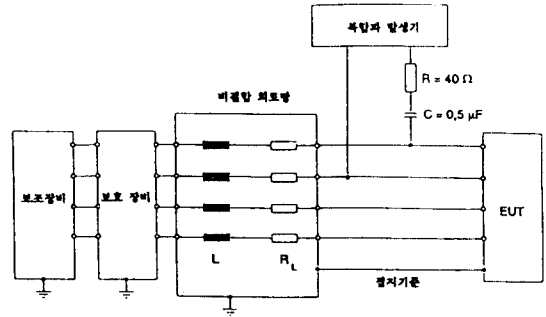 복합파 발생기
R = 40 Ω
C = 0,5 µF
비결합 회로망
보조장비
보호 장비
EUT
L
R_L
접지기준